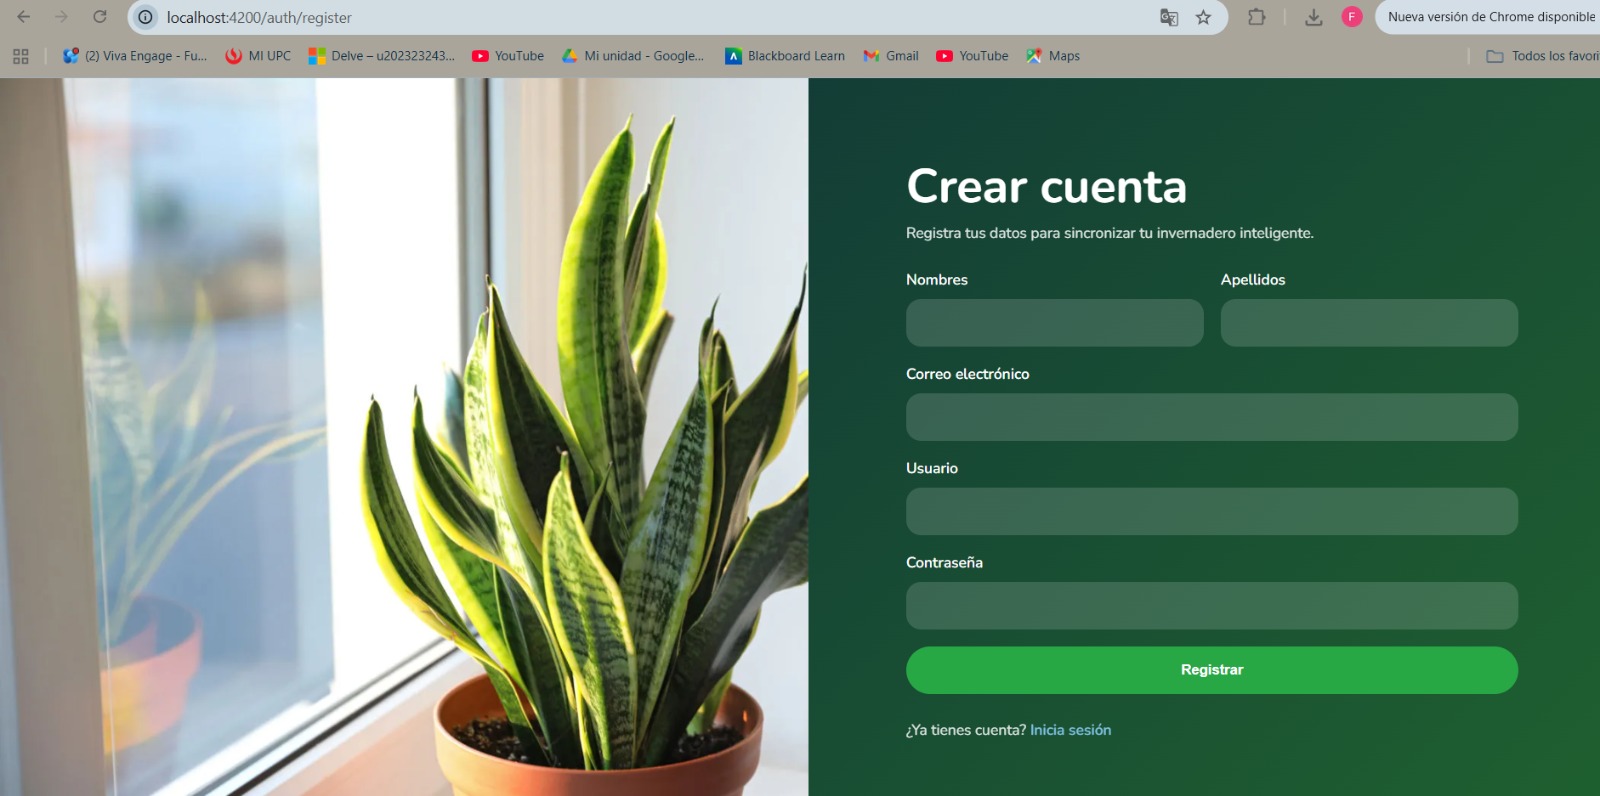 localhost:4200/auth/register
F
Nueva versión de Chrome disponible
(2) Viva Engage - Fu...
MI UPC
Delve – u202323243...
YouTube
Mi unidad - Google...
Blackboard Learn
Gmail
YouTube
Maps
Todos los favori
Crear cuenta
Registra tus datos para sincronizar tu invernadero inteligente.
Nombres
Apellidos
Correo electrónico
Usuario
Contraseña
Registrar
¿Ya tienes cuenta? Inicia sesión